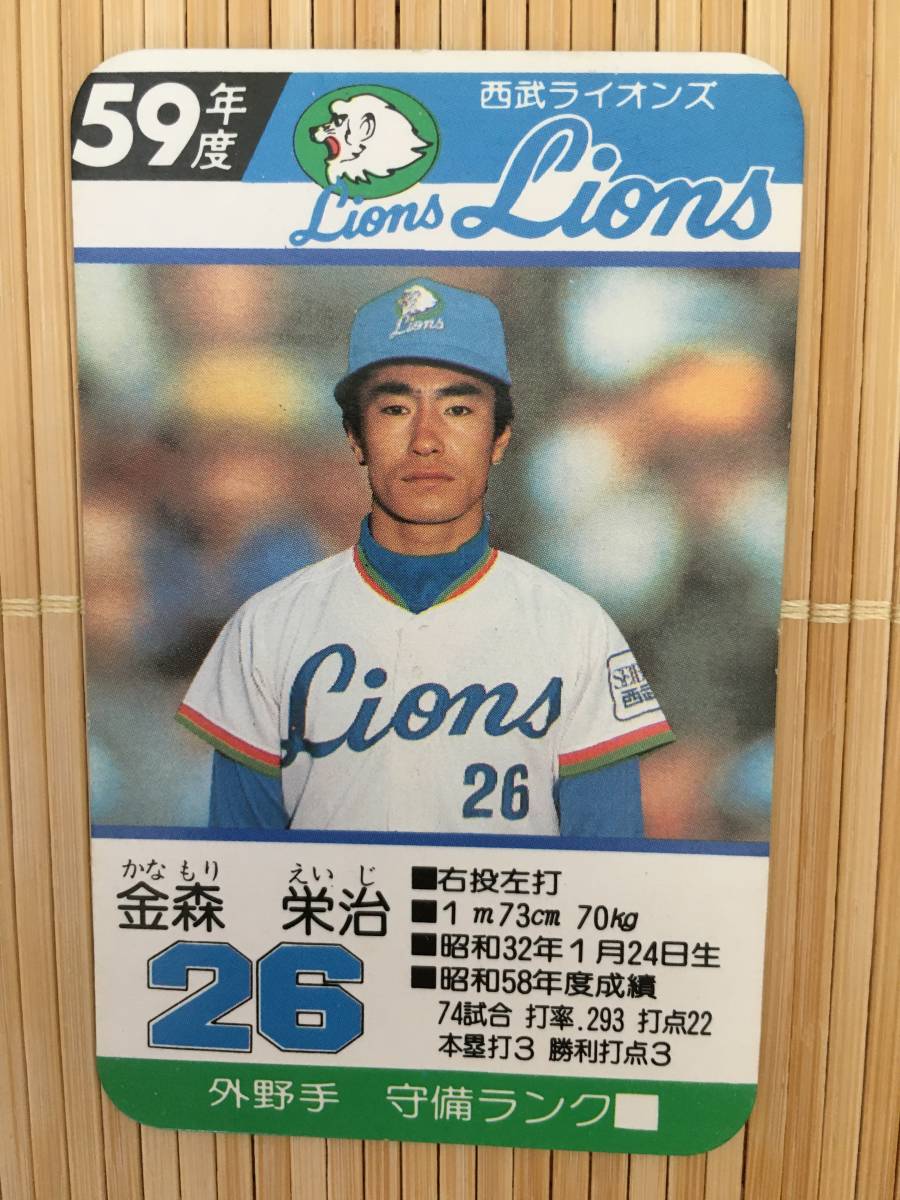 59年度
西武ライオンズ
Lions Lions
Lions
Lions
西武
26
かな もり えい じ
金森 栄治
26
■右投左打
■1m73cm 70kg
■昭和32年1月24日生
■昭和58年度成績
74試合 打率.293 打点22
本塁打3 勝利打点3
外野手 守備ランク